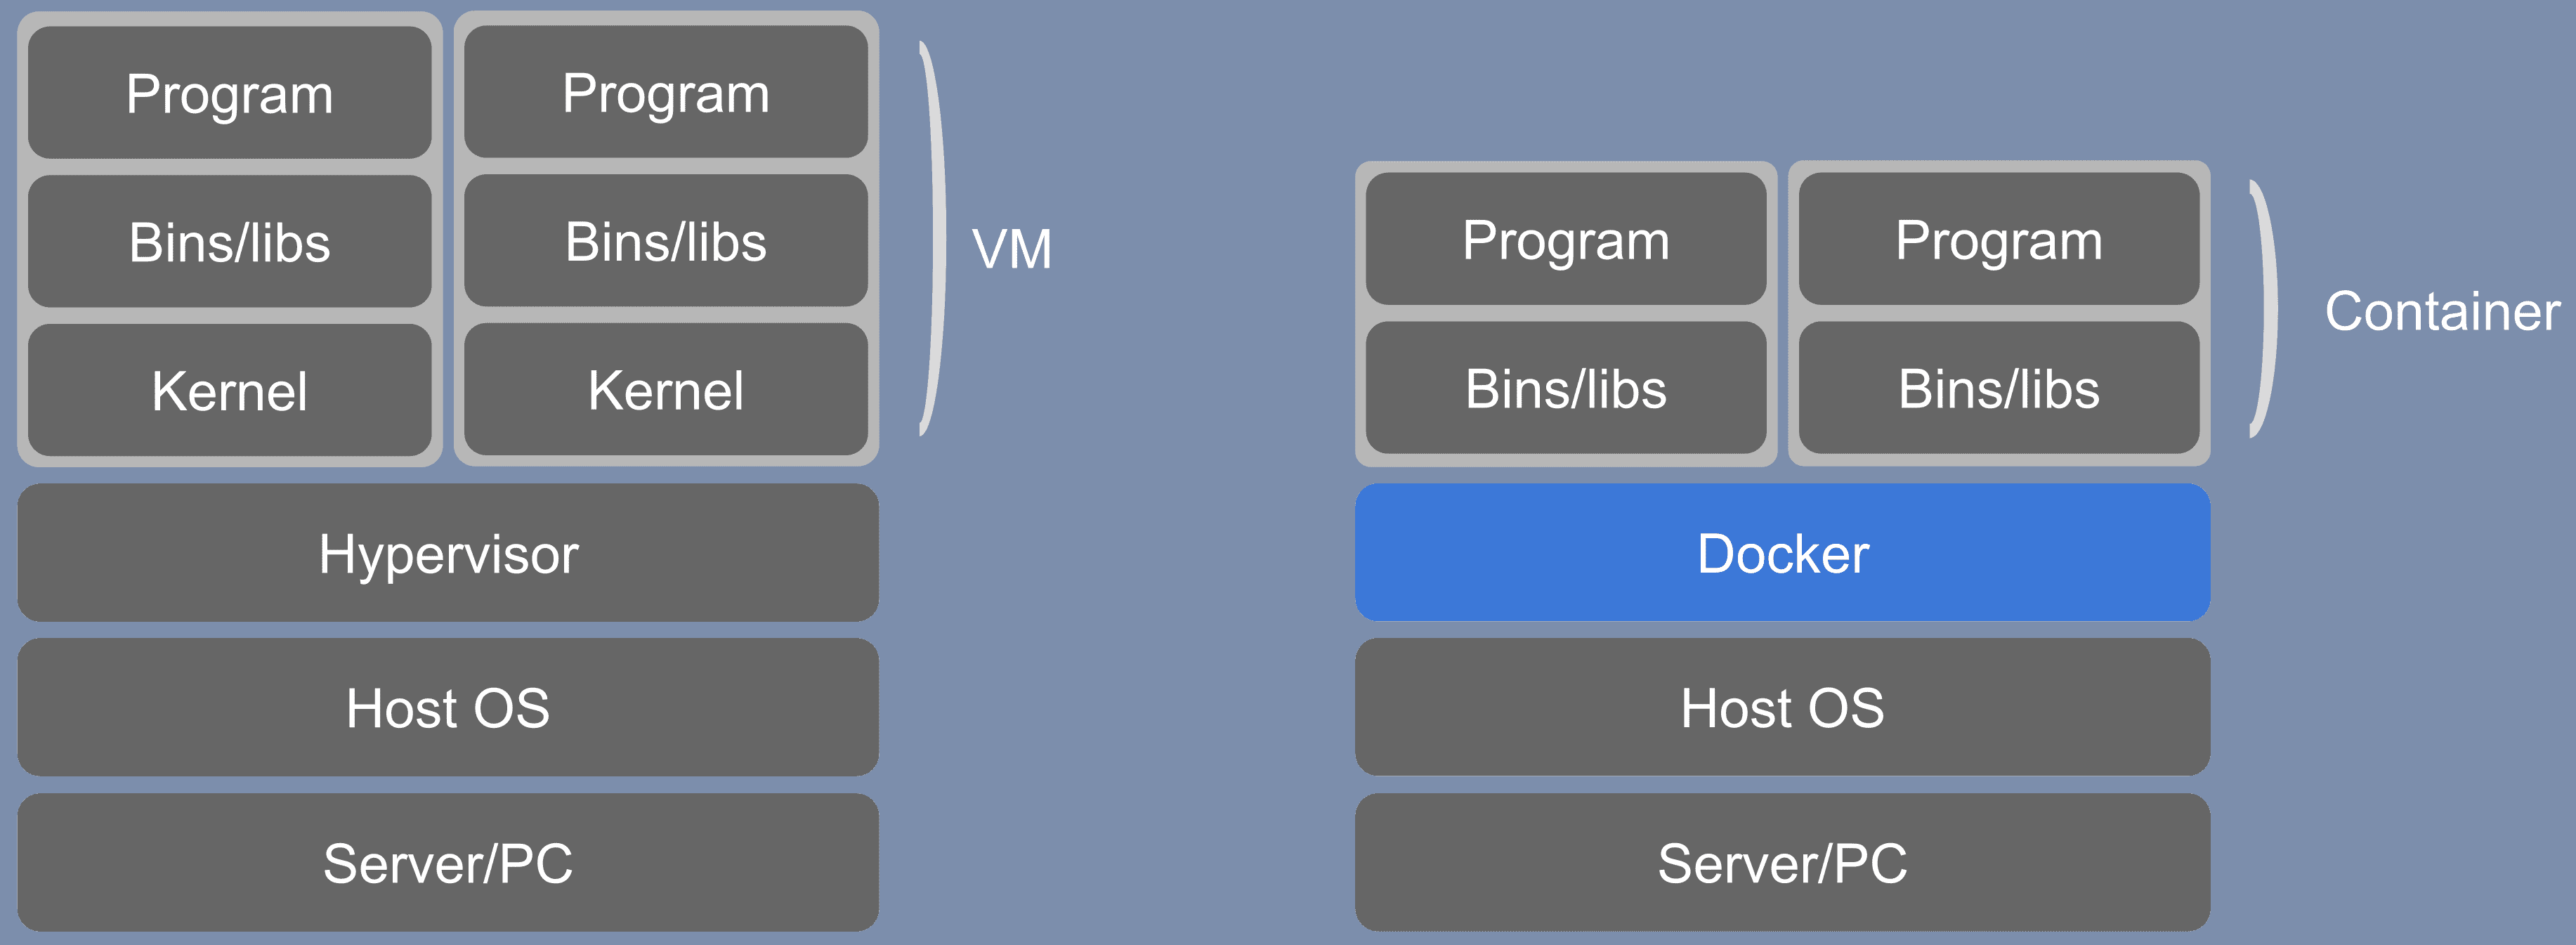 Program
Bins/libs
Kernel
Program
Bins/libs
Kernel
VM
Hypervisor
Host OS
Server/PC
Program
Bins/libs
Program
Bins/libs
Container
Docker
Host OS
Server/PC